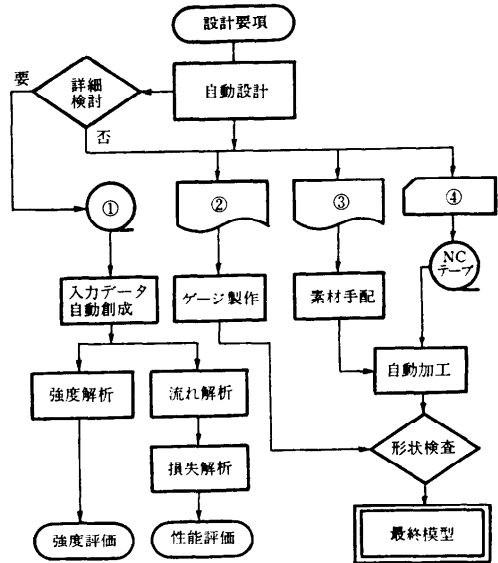 設計要項
詳細
検討
要
自動設計
否
①
②
③
④
NC
テープ
入力データ
自動創成
ゲージ製作
素材手配
自動加工
強度解析
流れ解析
形状検査
損失解析
強度評価
性能評価
最終模型